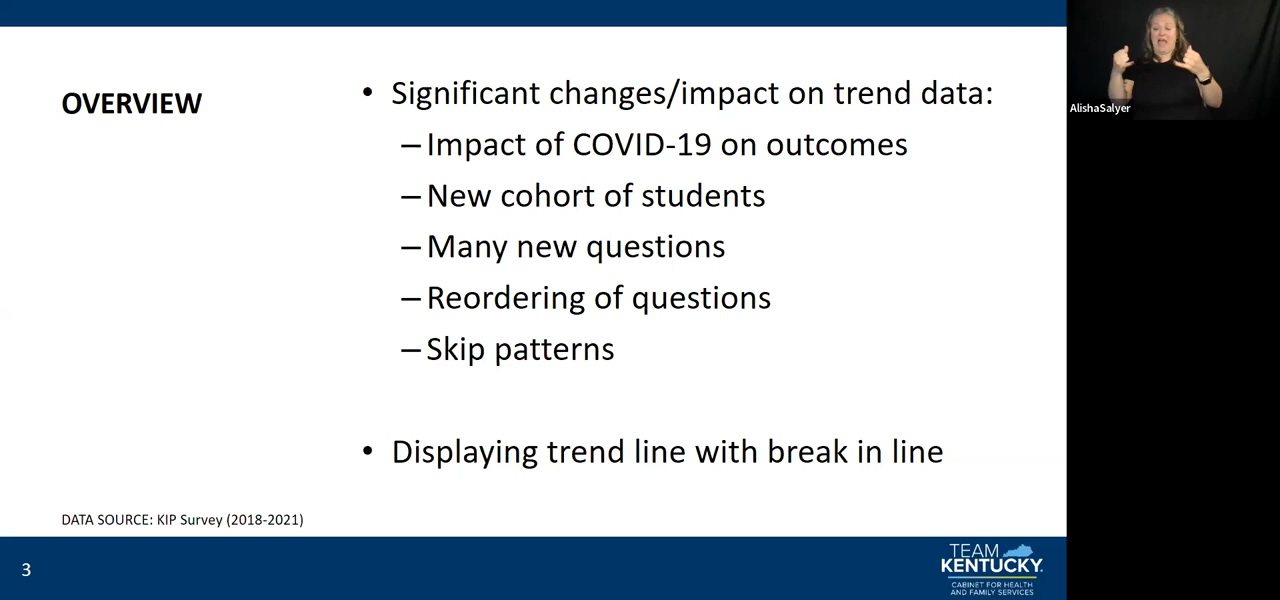 OVERVIEW
• Significant changes/impact on trend data:
– Impact of COVID-19 on outcomes
– New cohort of students
– Many new questions
– Reordering of questions
– Skip patterns
• Displaying trend line with break in line
DATA SOURCE: KIP Survey (2018-2021)
3
TEAM
KENTUCKY.
CABINET FOR HEALTH
AND FAMILY SERVICES
AlishaSalyer